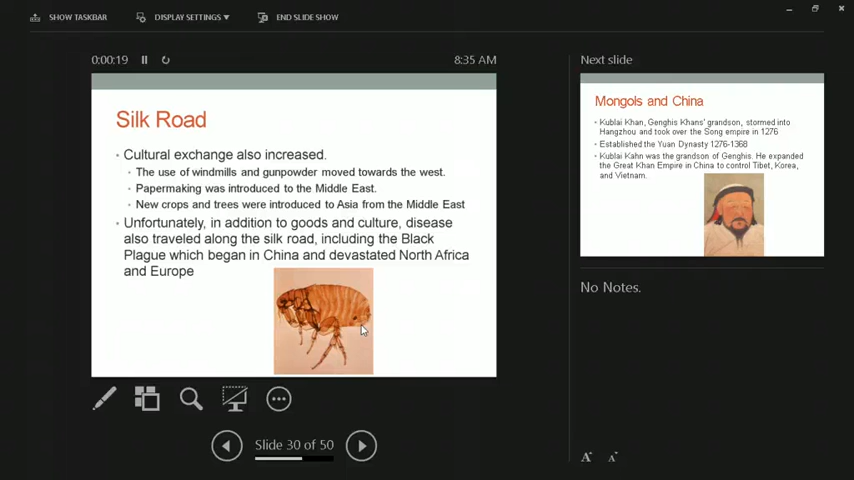 SHOW TASKBAR
DISPLAY SETTINGS ▼
END SLIDE SHOW
0:00:19
8:35 AM
Silk Road
• Cultural exchange also increased.
• The use of windmills and gunpowder moved towards the west.
• Papermaking was introduced to the Middle East.
• New crops and trees were introduced to Asia from the Middle East
• Unfortunately, in addition to goods and culture, disease
also traveled along the silk road, including the Black
Plague which began in China and devastated North Africa
and Europe
Slide 30 of 50
Next slide
Mongols and China
• Kublai Khan, Genghis Khans' grandson, stormed into
Hangzhou and took over the Song empire in 1276
• Established the Yuan Dynasty 1276-1368
• Kublai Kahn was the grandson of Genghis. He expanded
the Great Khan Empire in China to control Tibet, Korea,
and Vietnam.
No Notes.
A A